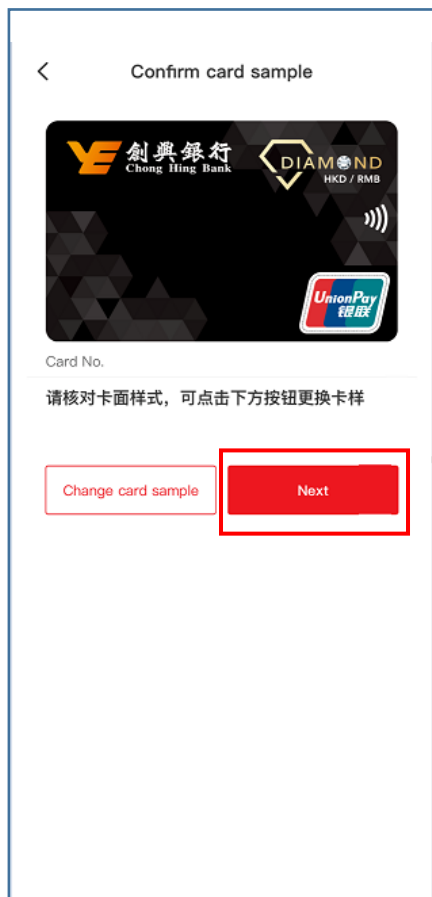 Confirm card sample
創興銀行
Chong Hing Bank
DIAMOND
HKD / RMB
UnionPay
银联
Card No.
请核对卡面样式，可点击下方按钮更换卡样
Change card sample
Next